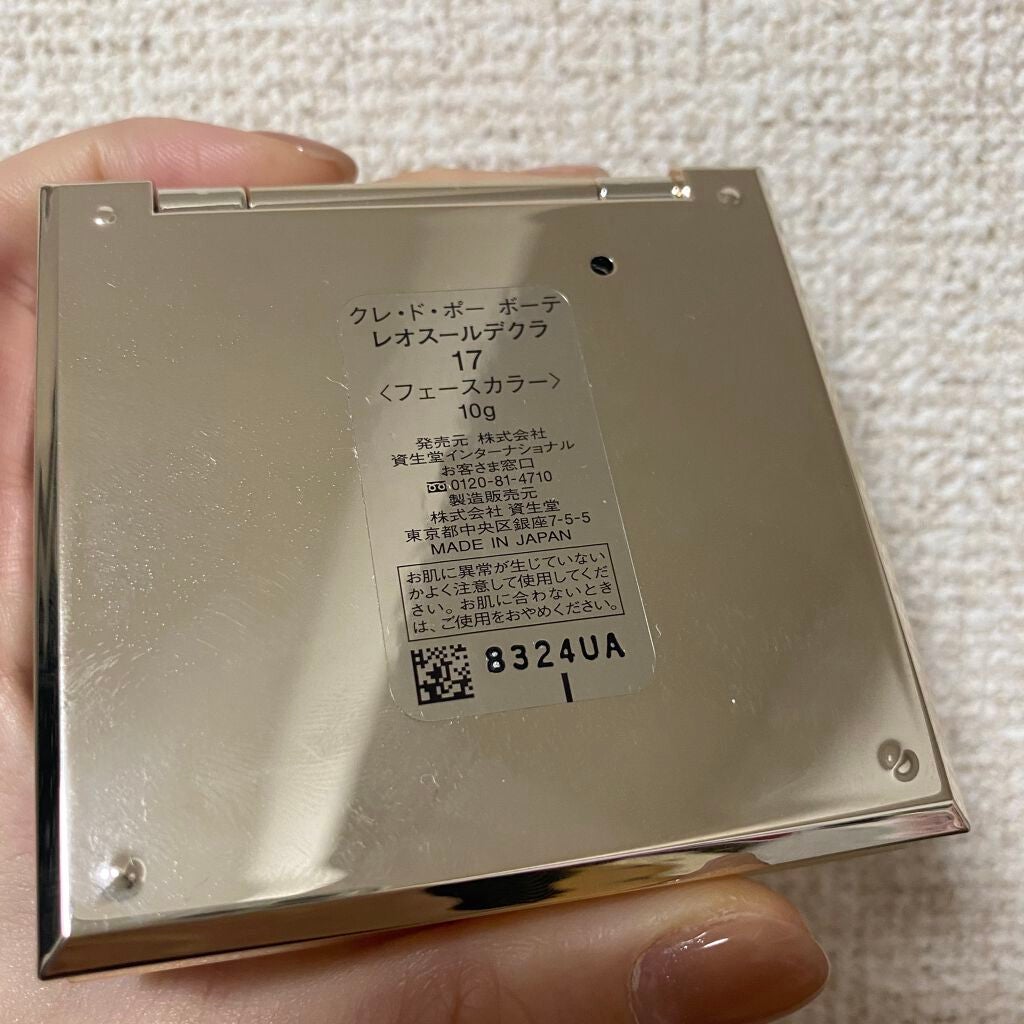 クレ・ド・ポー ボーテ
レオスールデクラ
17
〈フェースカラー〉
10g
発売元 株式会社
資生堂インターナショナル
お客さま窓口
0120-81-4710
製造販売元
株式会社 資生堂
東京都中央区銀座7-5-5
MADE IN JAPAN
お肌に異常が生じていない
かよく注意して使用してくだ
さい。お肌に合わないとき
は、ご使用をおやめください。
8324UA